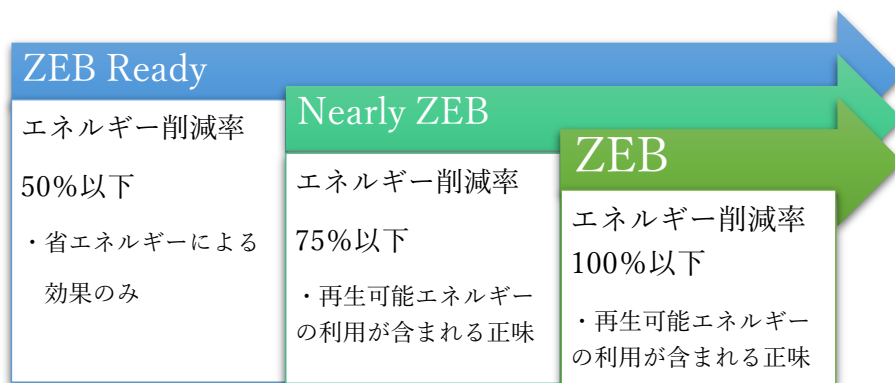 ZEB Ready
エネルギー削減率
50%以下
・省エネルギーによる
効果のみ
Nearly ZEB
エネルギー削減率
75%以下
・再生可能エネルギー
の利用が含まれる正味
ZEB
エネルギー削減率
100%以下
・再生可能エネルギー
の利用が含まれる正味